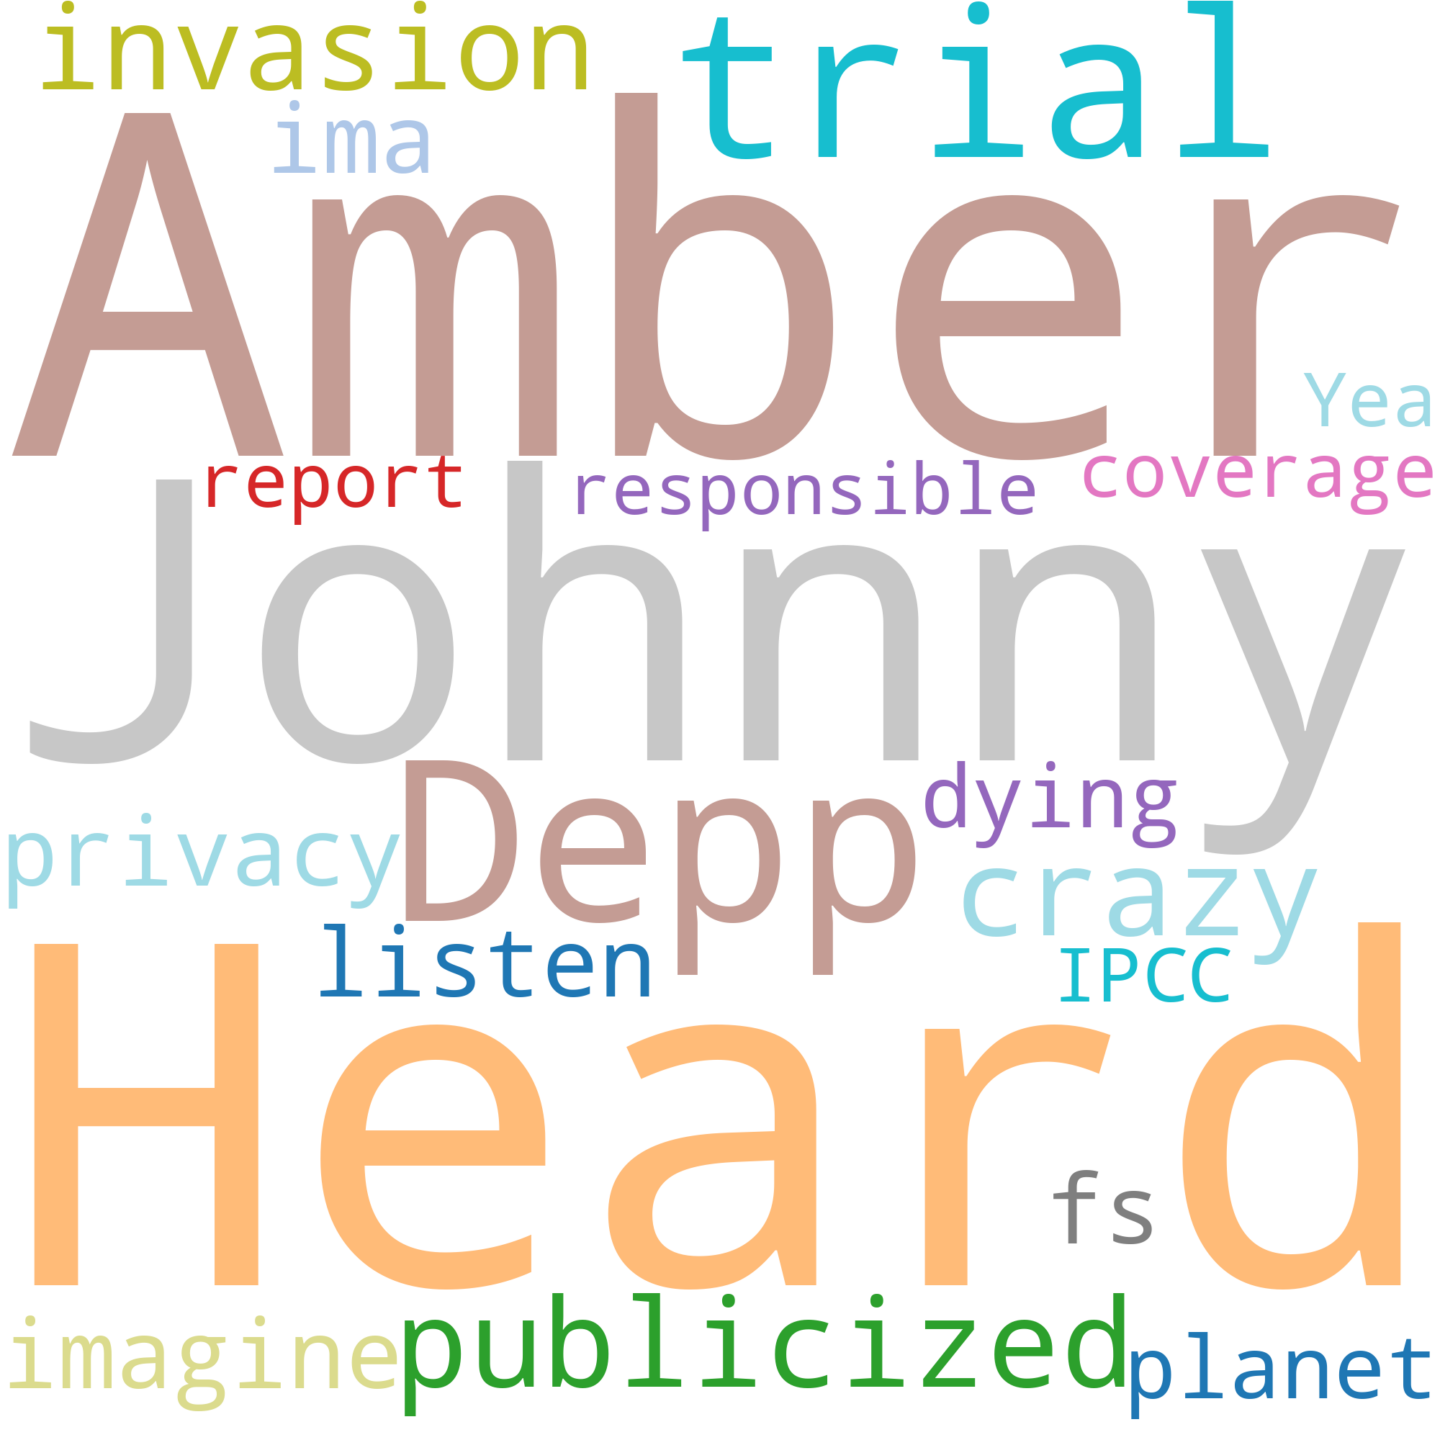 invasion trial
ima
Amber
Yea
report responsible coverage
Johnny
Depp dying
privacy crazy
listen IPCC
Heard
fs
imagine publicized planet